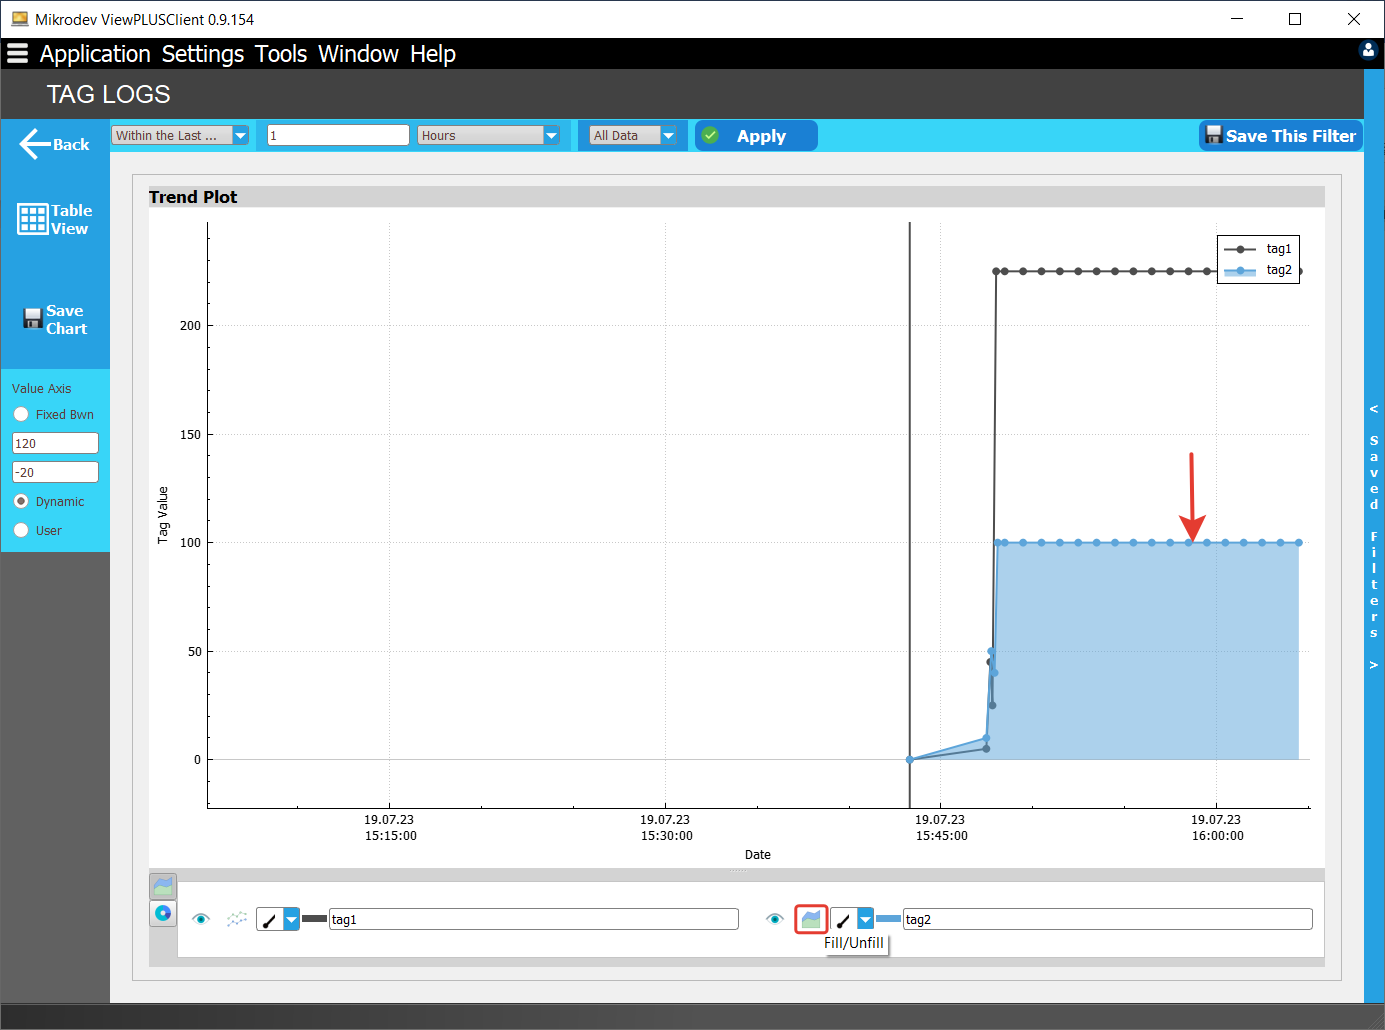 Mikrodev ViewPLUSClient 0.9.154
Application Settings Tools Window Help
TAG LOGS
Back
Within the Last ...
1
Hours
All Data
Apply
Save This Filter
Table
View
Save
Chart
Value Axis
Fixed Bwn
120
-20
Dynamic
User
Trend Plot
tag1
tag2
200
150
100
50
0
Tag Value
19.07.23
15:15:00
19.07.23
15:30:00
19.07.23
15:45:00
19.07.23
16:00:00
Date
tag1
tag2
Fill/Unfill
< Saved Filters >